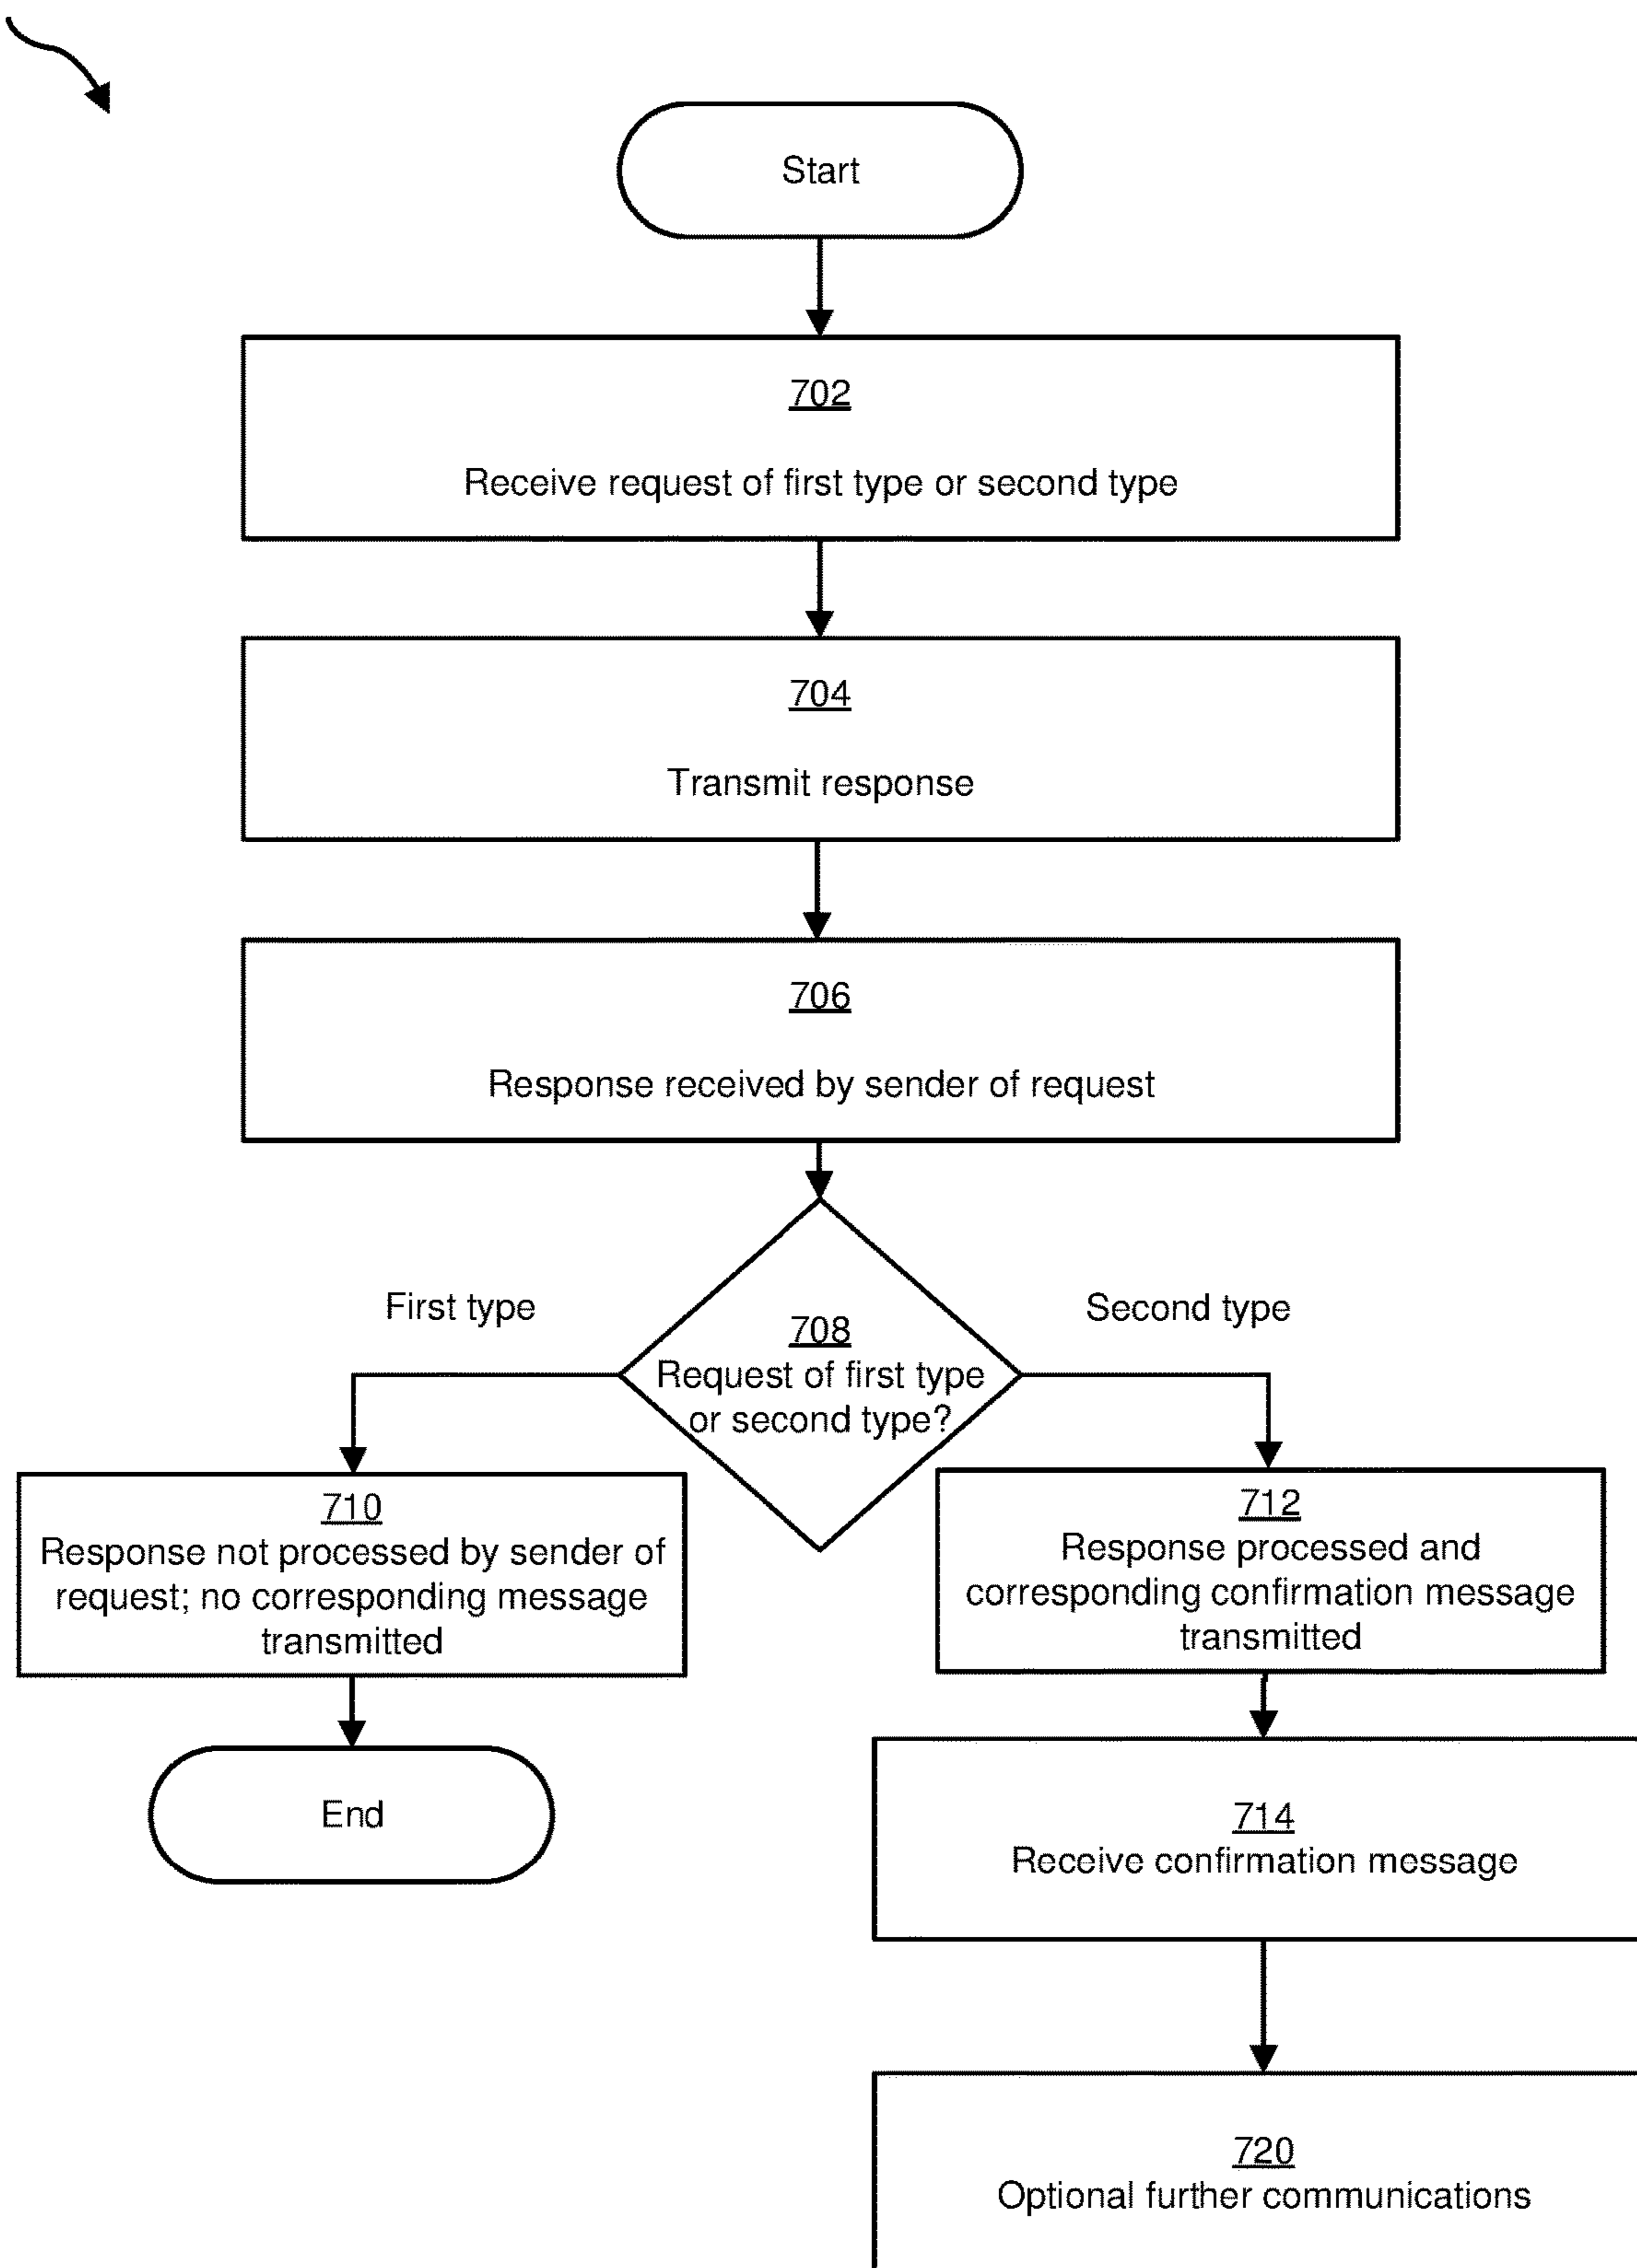 Start
702
Receive request of first type or second type
704
Transmit response
706
Response received by sender of request
First type
Second type
708
Request of first type
or second type?
710
Response not processed by sender of
request; no corresponding message
transmitted
712
Response processed and
corresponding confirmation message
transmitted
End
714
Receive confirmation message
720
Optional further communications